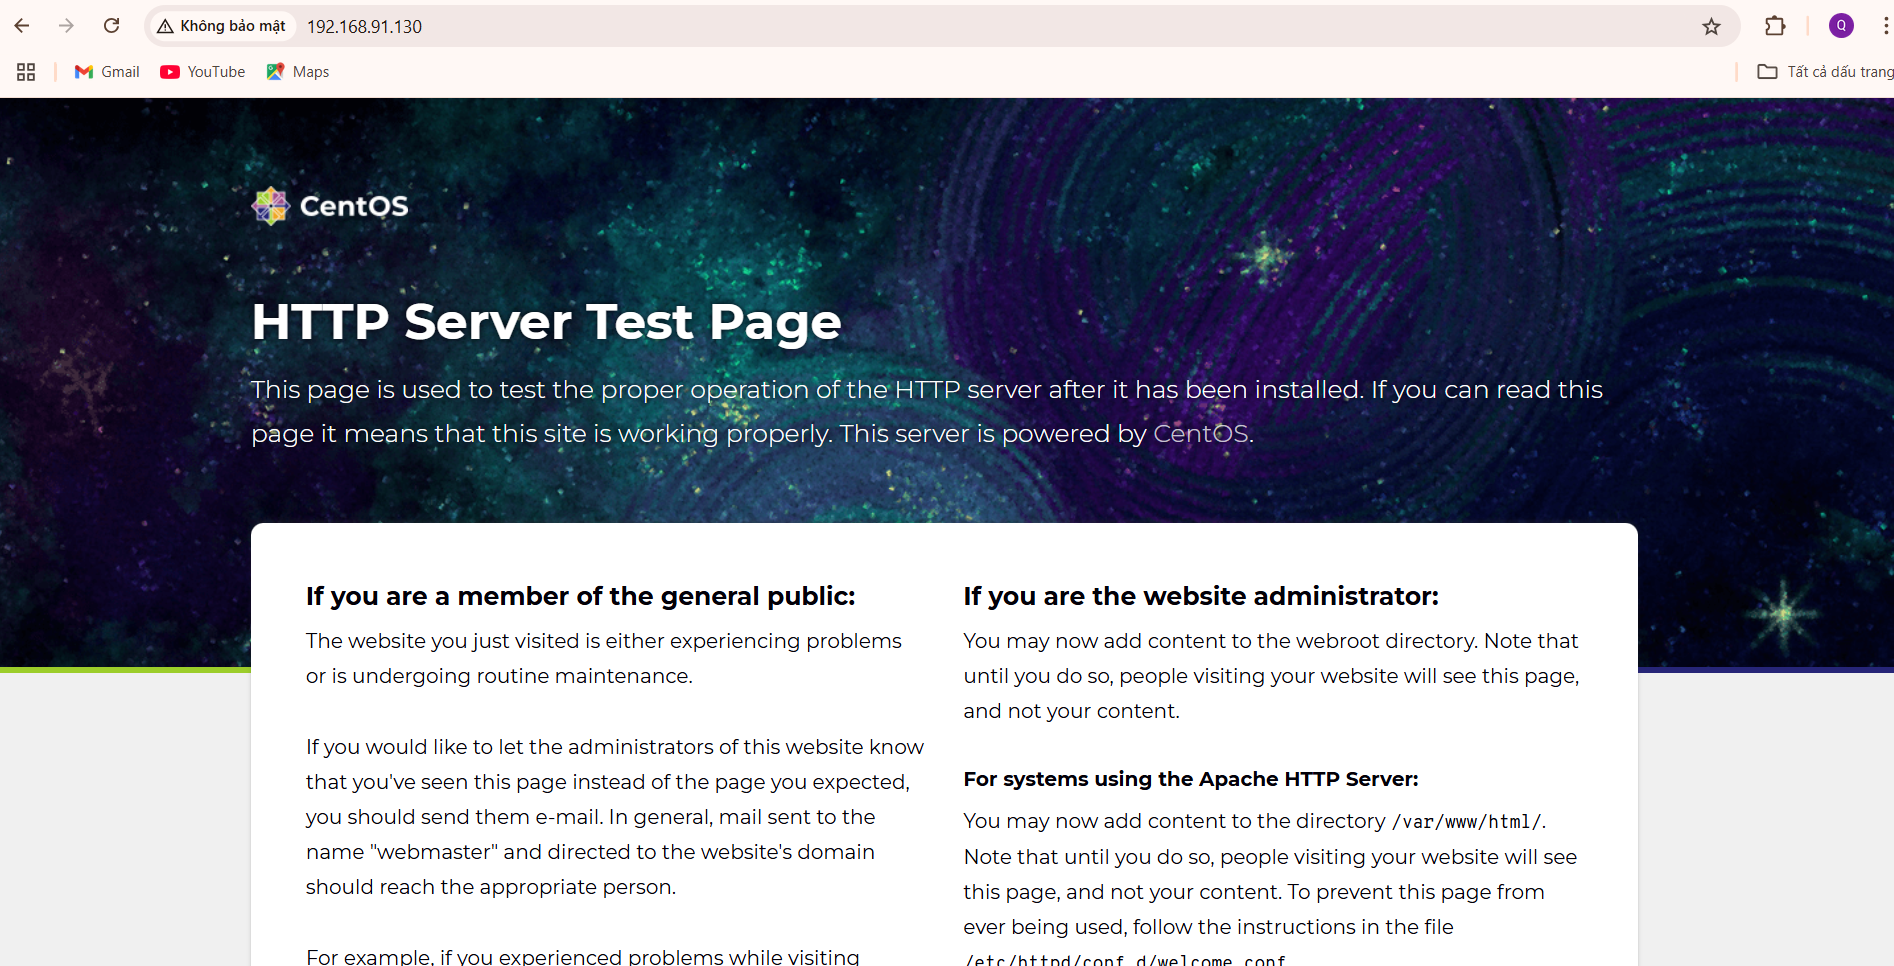 Không bảo mật 192.168.91.130 Q
Gmail YouTube Maps Tất cả dấu trang
CentOS
HTTP Server Test Page
This page is used to test the proper operation of the HTTP server after it has been installed. If you can read this
page it means that this site is working properly. This server is powered by CentOS.
If you are a member of the general public:
The website you just visited is either experiencing problems
or is undergoing routine maintenance.
If you would like to let the administrators of this website know
that you've seen this page instead of the page you expected,
you should send them e-mail. In general, mail sent to the
name "webmaster" and directed to the website's domain
should reach the appropriate person.
For example, if you experienced problems while visiting
If you are the website administrator:
You may now add content to the webroot directory. Note that
until you do so, people visiting your website will see this page,
and not your content.
For systems using the Apache HTTP Server:
You may now add content to the directory /var/www/html/.
Note that until you do so, people visiting your website will see
this page, and not your content. To prevent this page from
ever being used, follow the instructions in the file
/etc/httpd/conf.d/welcome.conf